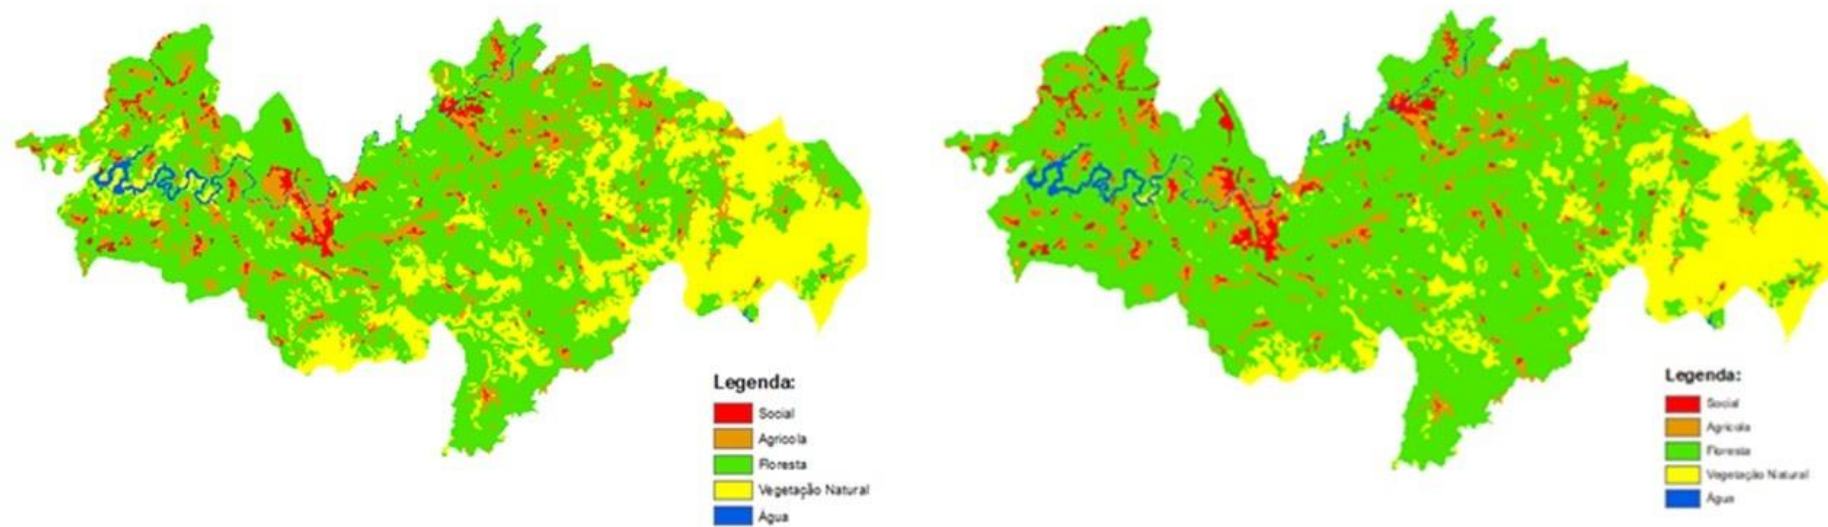 Legenda:
Social
Agrícola
Floresta
Vegetação Natural
Água
Legenda:
Social
Agrícola
Floresta
Vegetação Natural
Água